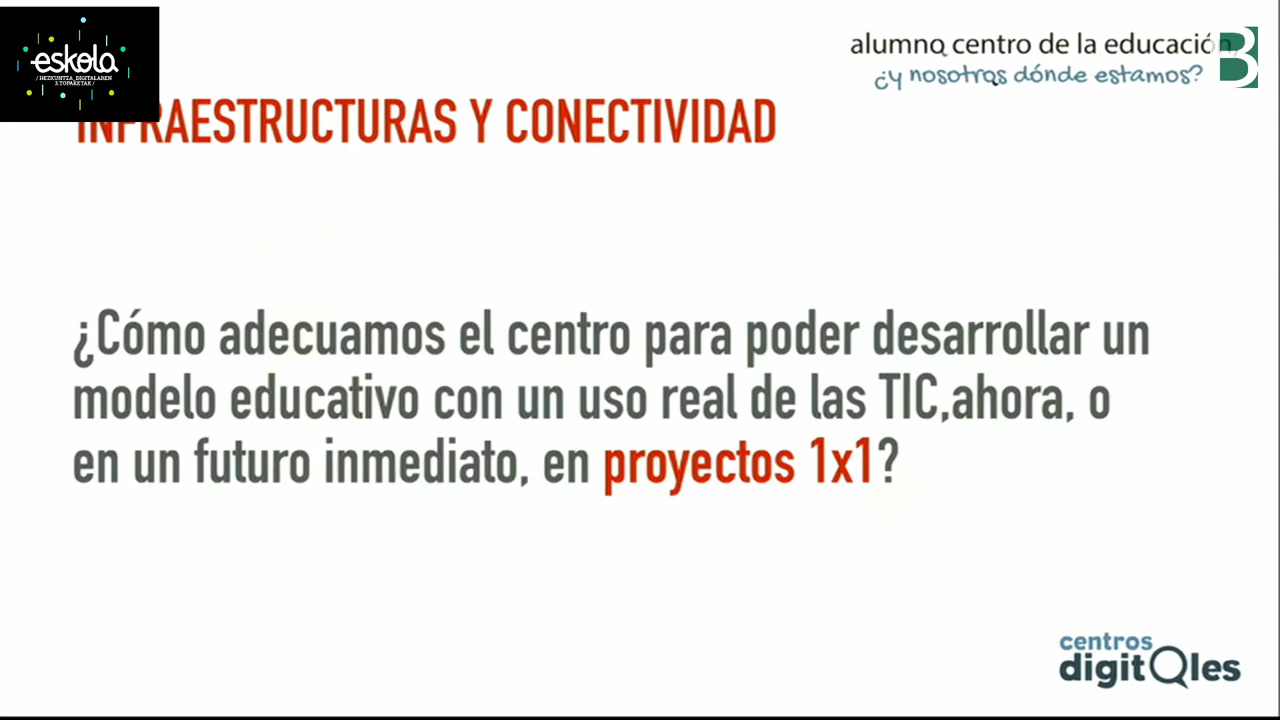 eskola
/ HEZKUNTZA_DIGITALAREN
3.TOPAKETAK /
alumno centro de la educación,
¿y nosotros dónde estamos?
B
INFRAESTRUCTURAS Y CONECTIVIDAD
¿Cómo adecuamos el centro para poder desarrollar un
modelo educativo con un uso real de las TIC,ahora, o
en un futuro inmediato, en proyectos 1x1?
centros
digitales